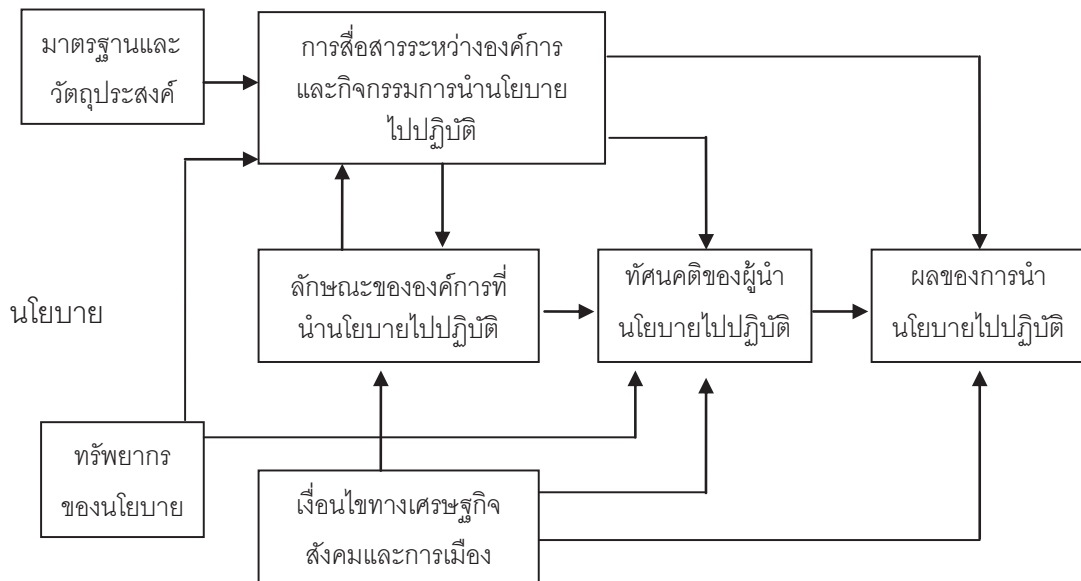 มาตรฐานและ
วัตถุประสงค์
การสื่อสารระหว่างองค์การ
และกิจกรรมการนำนโยบาย
ไปปฏิบัติ
นโยบาย
ลักษณะขององค์การที่
นำนโยบายไปปฏิบัติ
ทัศนคติของผู้นำ
นโยบายไปปฏิบัติ
ผลของการนำ
นโยบายไปปฏิบัติ
ทรัพยากร
ของนโยบาย
เงื่อนไขทางเศรษฐกิจ
สังคมและการเมือง